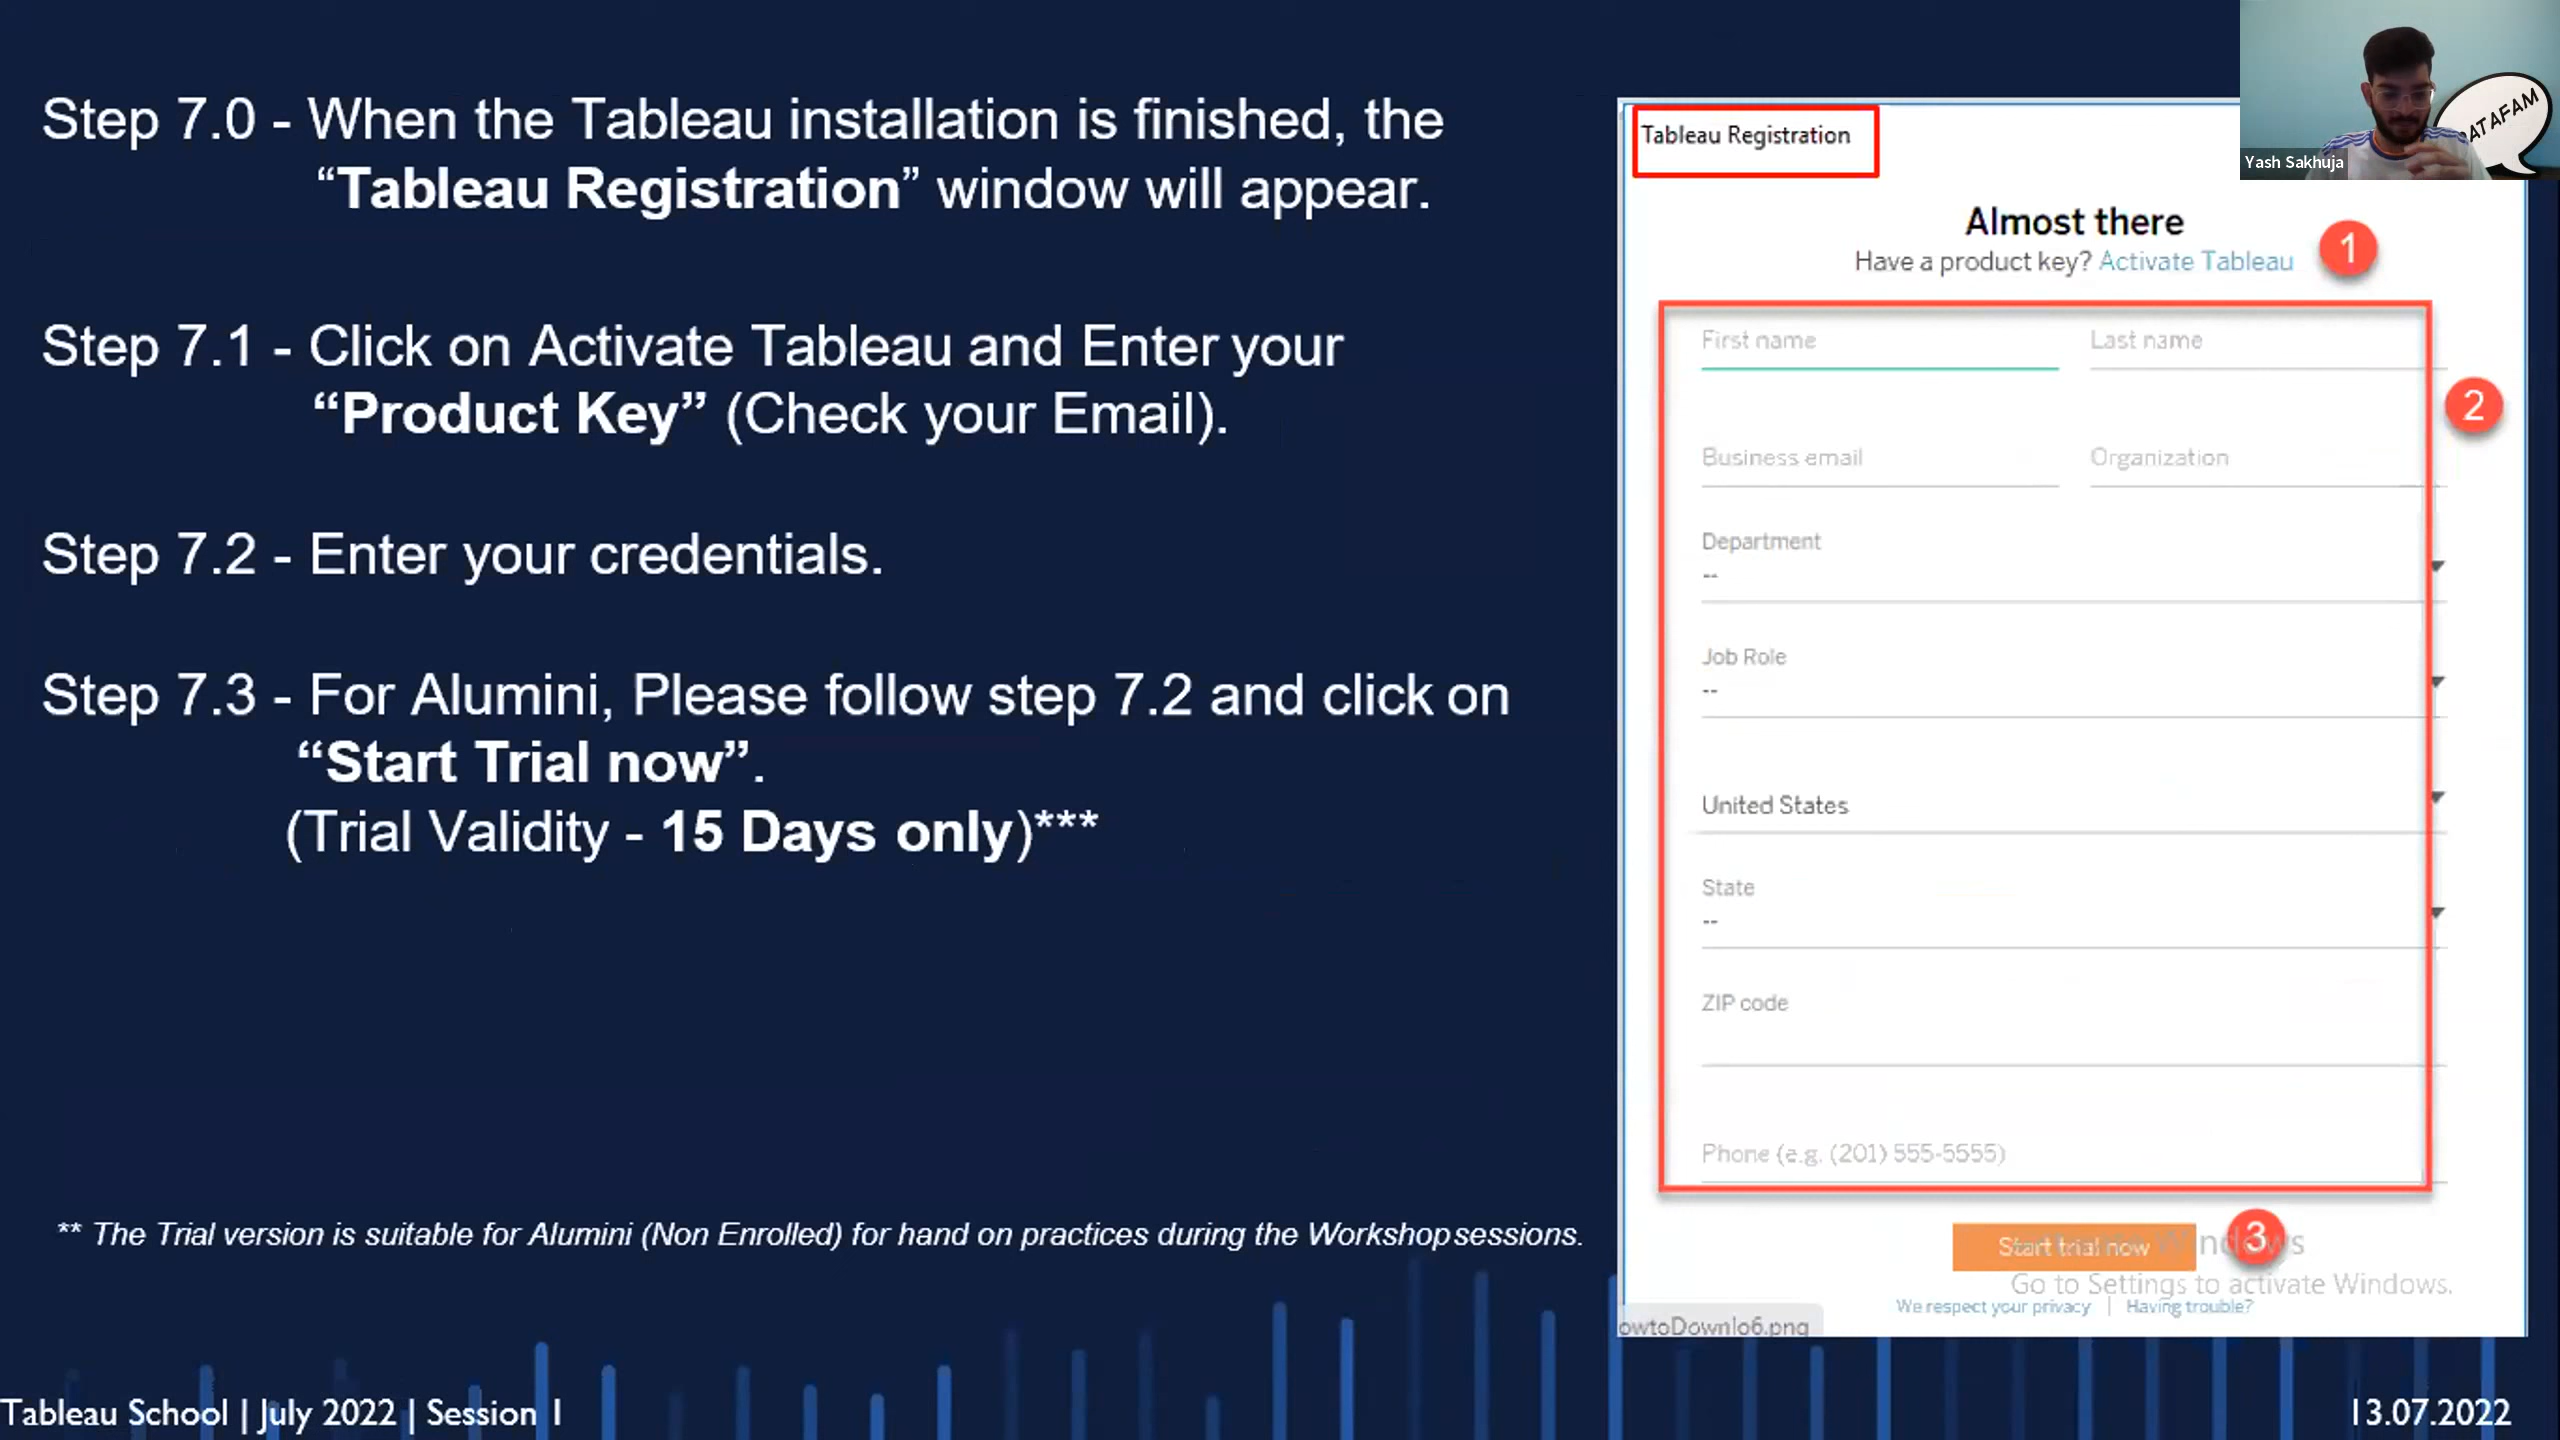 Step 7.0 - When the Tableau installation is finished, the
“Tableau Registration” window will appear.
Step 7.1 - Click on Activate Tableau and Enter your
“Product Key” (Check your Email).
Step 7.2 - Enter your credentials.
Step 7.3 - For Alumini, Please follow step 7.2 and click on
“Start Trial now”.
(Trial Validity - 15 Days only)***
** The Trial version is suitable for Alumini (Non Enrolled) for hand on practices during the Workshop sessions.
Tableau Registration
Almost there
Have a product key? Activate Tableau
1
First name Last name
2
Business email Organization
Department
--
Job Role
--
United States
State
--
ZIP code
Phone (e.g. (201) 555-5555)
Start trial now
3
Go to Settings to activate Windows.
We respect your privacy | Having trouble?
owtoDownlo6.png
Yash Sakhuja
DATAFAM
Tableau School | July 2022 | Session 1
13.07.2022